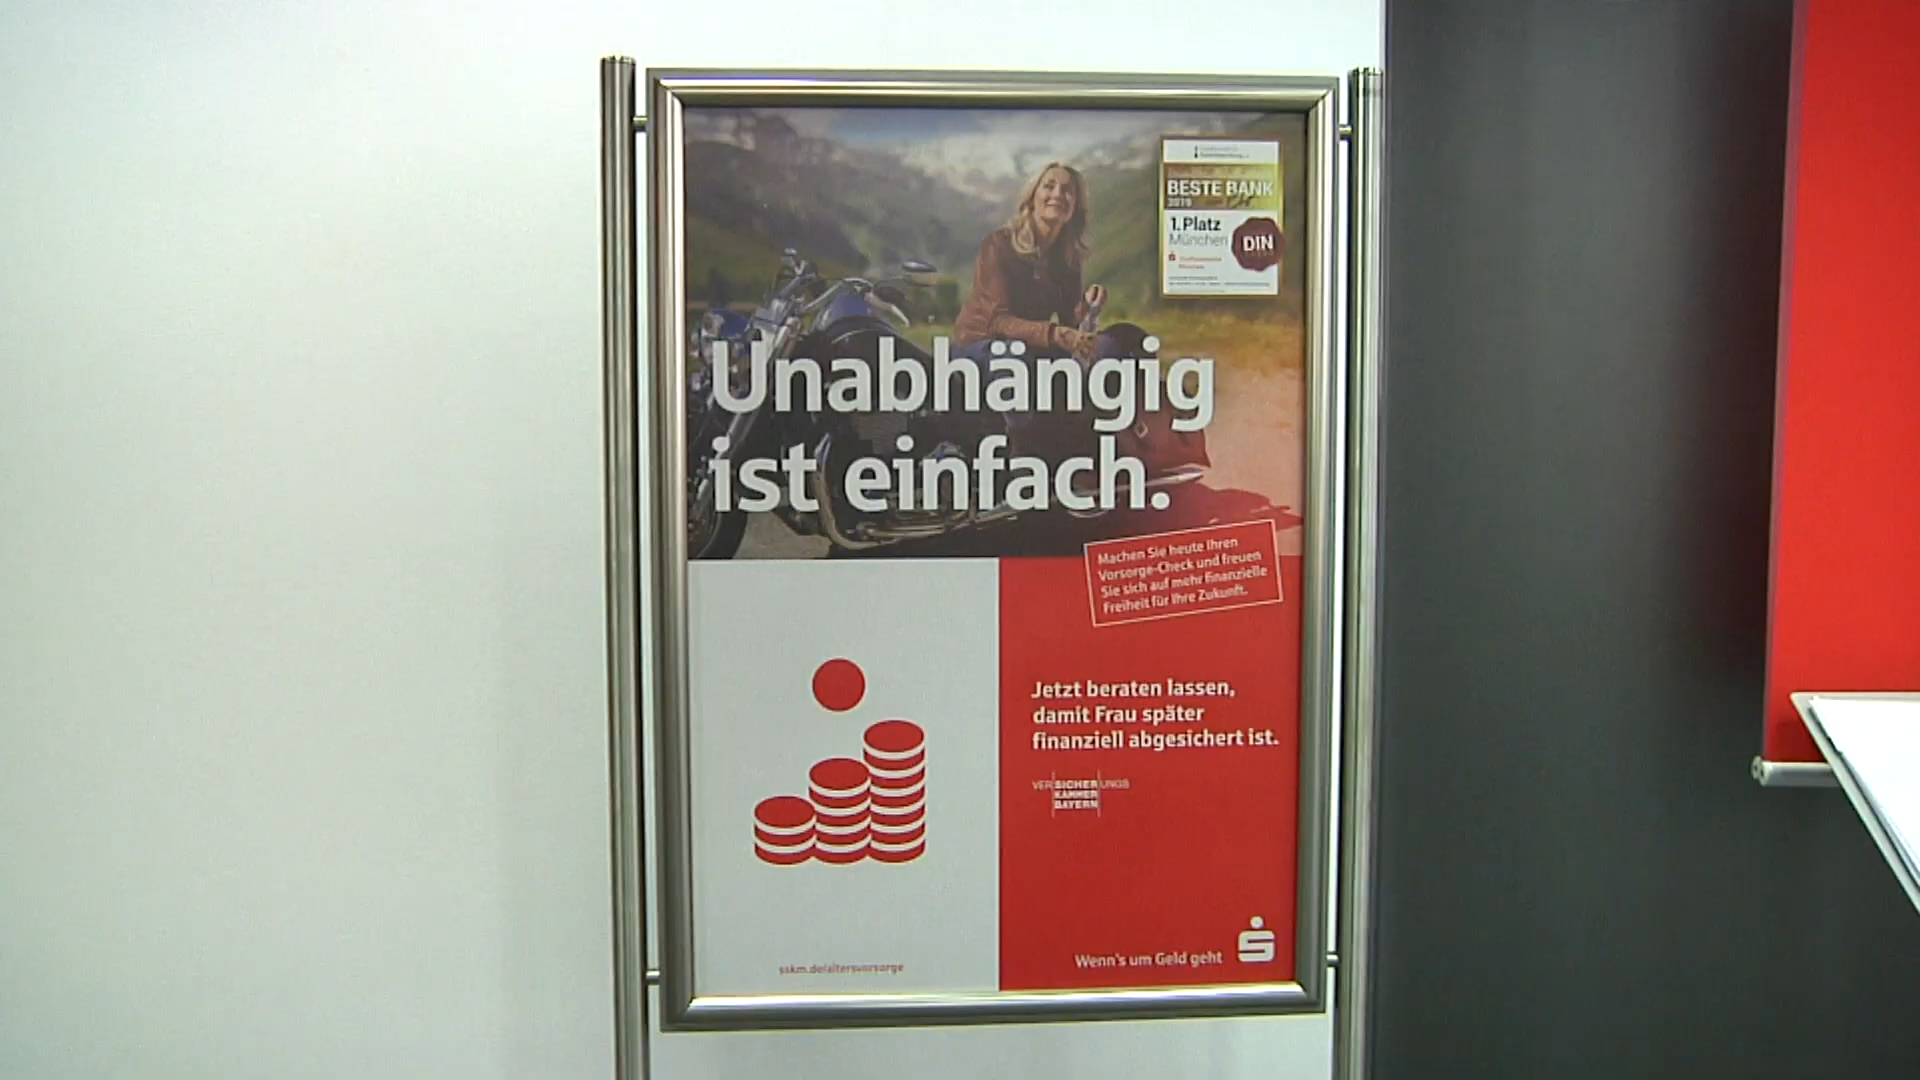 BESTE BANK
2019
1. Platz
München
DIN
Unabhängig
ist einfach.
Machen Sie heute Ihren
Vorsorge-Check und freuen
Sie sich auf mehr finanzielle
Freiheit für Ihre Zukunft.
Jetzt beraten lassen,
damit Frau später
finanziell abgesichert ist.
VERSICHERUNGS
KAMMER
BAYERN
Wenn's um Geld geht
sskm.de/altersvorsorge